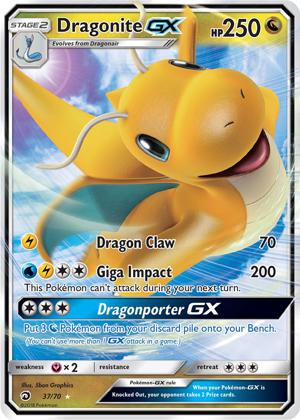 STAGE 2 Dragonite GX HP250
Evolves from Dragonair
Dragon Claw 70
Giga Impact 200
This Pokémon can't attack during your next turn.
Dragonporter GX
Put 3 Pokémon from your discard pile onto your Bench.
(You can't use more than 1 GX attack in a game.)
weakness ×2 resistance retreat
Illus. 5ban Graphics
Pokémon-GX rule
When your Pokémon-GX is
Knocked Out, your opponent takes 2 Prize cards.
37/70
©2018 Pokémon